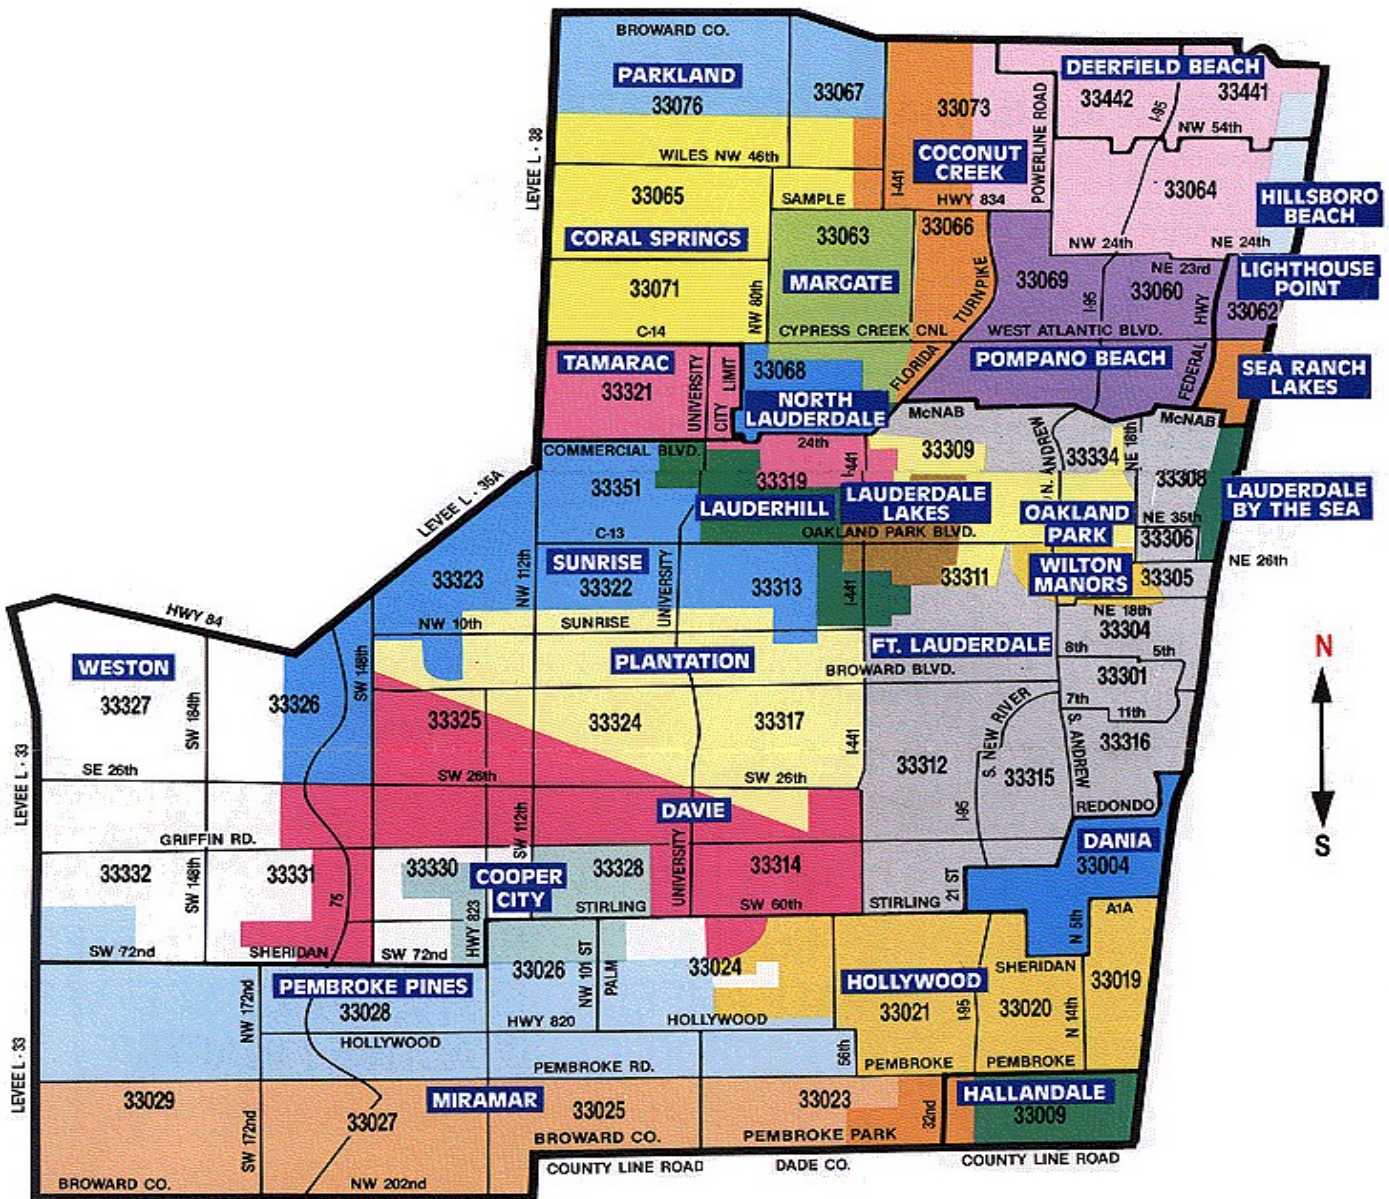 BROWARD CO.
PARKLAND
33076
33067
33073
DEERFIELD BEACH
33442
33441
I-95
NW 54th
POWERLINE ROAD
LEVEE L - 38
WILES NW 46th
COCONUT
CREEK
I-441
HWY 834
33065
SAMPLE
33064
HILLSBORO
BEACH
CORAL SPRINGS
33063
33066
NW 24th
NE 24th
MARGATE
TURNPIKE
33069
I-95
NE 23rd
33060
HWY
LIGHTHOUSE
POINT
33071
NW 80th
33062
C-14
CYPRESS CREEK CNL
WEST ATLANTIC BLVD.
TAMARAC
33321
UNIVERSITY
CITY LIMIT
33068
FLORIDA
POMPANO BEACH
FEDERAL
SEA RANCH
LAKES
NORTH
LAUDERDALE
McNAB
McNAB
COMMERCIAL BLVD.
24th
I-441
33309
N. ANDREW
33334
NE 18th
LEVEE L - 35A
33351
33319
33308
LAUDERHILL
LAUDERDALE
LAKES
OAKLAND
PARK
LAUDERDALE
BY THE SEA
C-13
OAKLAND PARK BLVD.
NE 35th
33306
NE 26th
33323
NW 112th
SUNRISE
33322
UNIVERSITY
33313
I-441
33311
WILTON
MANORS
33305
HWY 84
NW 10th
SUNRISE
NE 18th
33304
WESTON
SW 148th
PLANTATION
FT. LAUDERDALE
BROWARD BLVD.
8th
5th
N
33327
SW 184th
33326
33325
33324
33317
I-441
33301
7th
11th
S. NEW RIVER
S. ANDREW
33316
LEVEE L - 33
SE 26th
SW 26th
SW 26th
33312
33315
I-95
REDONDO
DAVIE
GRIFFIN RD.
SW 112th
UNIVERSITY
DANIA
33004
S
33332
SW 148th
33331
75
33330
COOPER
CITY
33328
33314
STIRLING
SW 60th
STIRLING
21 ST
A1A
N 5th
SW 72nd
SHERIDAN
SW 72nd
HWY 823
33026
NW 101 ST
PALM
33024
HOLLYWOOD
33021
SHERIDAN
33020
33019
N 14th
I-95
PEMBROKE PINES
33028
NW 172nd
HWY 820
HOLLYWOOD
HOLLYWOOD
PEMBROKE RD.
56th
PEMBROKE
PEMBROKE
LEVEE L - 33
33029
SW 172nd
33027
MIRAMAR
33025
33023
32nd
HALLANDALE
33009
BROWARD CO.
PEMBROKE PARK
BROWARD CO.
NW 202nd
COUNTY LINE ROAD
DADE CO.
COUNTY LINE ROAD